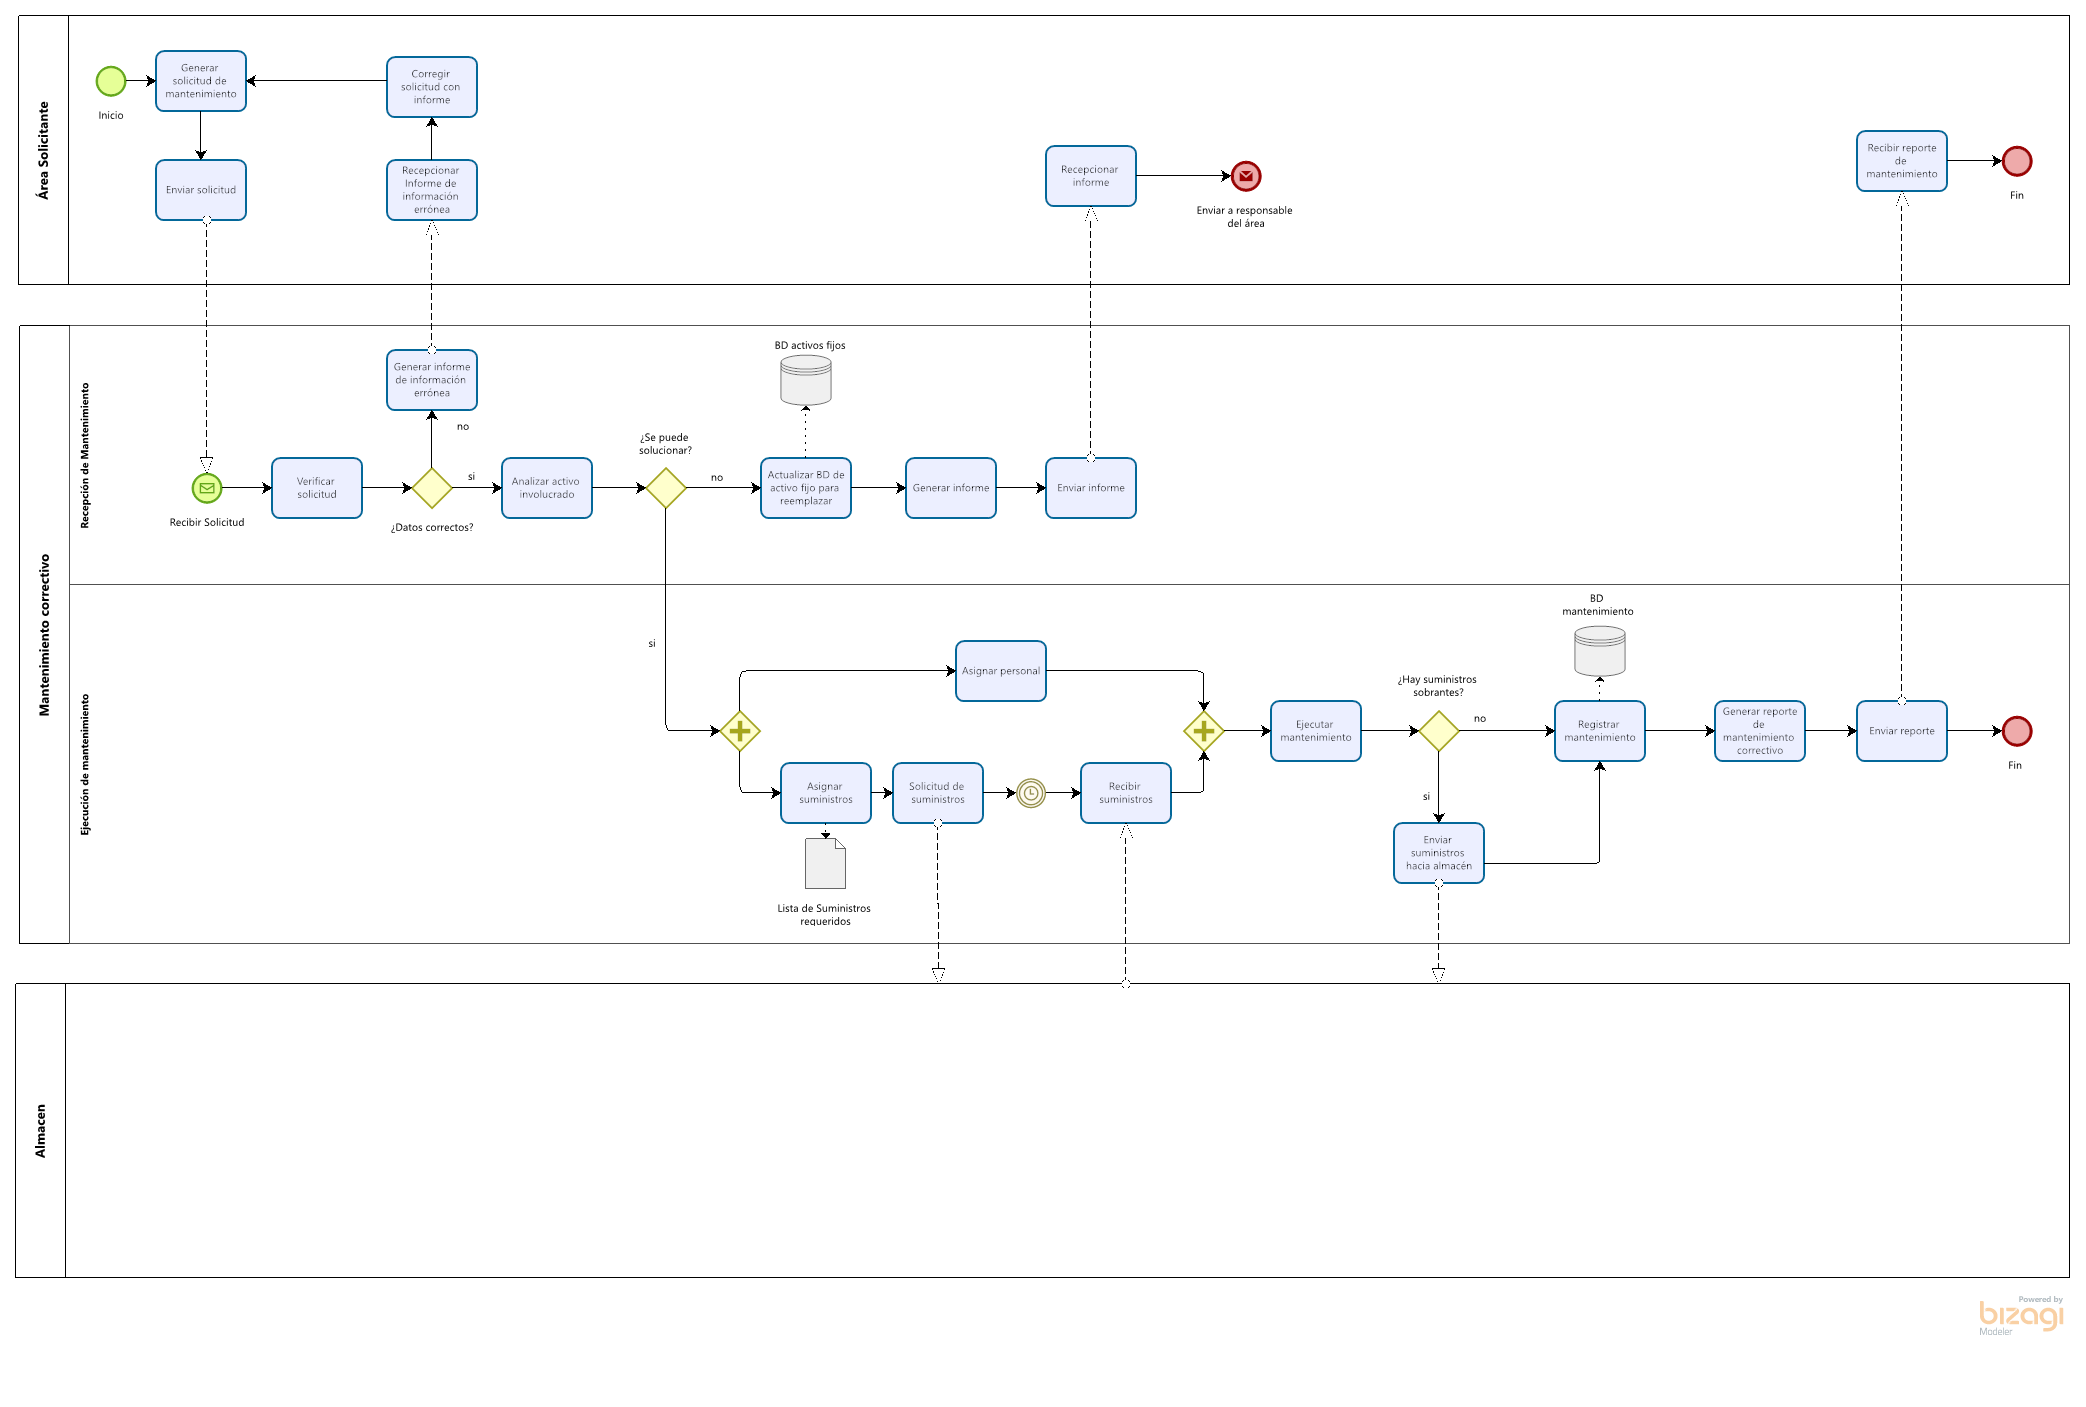 Área Solicitante
Inicio
Generar
solicitud de
mantenimiento
Corregir
solicitud con
informe
Enviar solicitud
Recepcionar
Informe de
información
errónea
Recepcionar
informe
Enviar a responsable
del área
Recibir reporte
de
mantenimiento
Fin
Mantenimiento correctivo
Recepción de Mantenimiento
Generar informe
de información
errónea
no
BD activos fijos
¿Se puede
solucionar?
Recibir Solicitud
Verificar
solicitud
¿Datos correctos?
si
Analizar activo
involucrado
no
Actualizar BD de
activo fijo para
reemplazar
Generar informe
Enviar informe
Ejecución de mantenimiento
si
Asignar personal
Asignar
suministros
Solicitud de
suministros
Recibir
suministros
Lista de Suministros
requeridos
Ejecutar
mantenimiento
¿Hay suministros
sobrantes?
no
si
Enviar
suministros
hacia almacén
BD
mantenimiento
Registrar
mantenimiento
Generar reporte
de
mantenimiento
correctivo
Enviar reporte
Fin
Almacen
Powered by
bizagi
Modeler